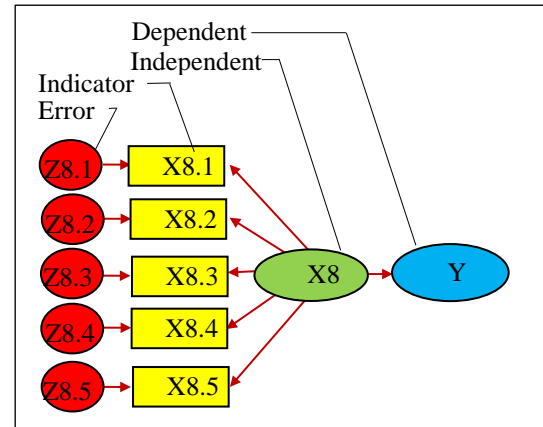 Dependent
Independent
Indicator
Error
Z8.1 X8.1
Z8.2 X8.2
Z8.3 X8.3 X8 Y
Z8.4 X8.4
Z8.5 X8.5